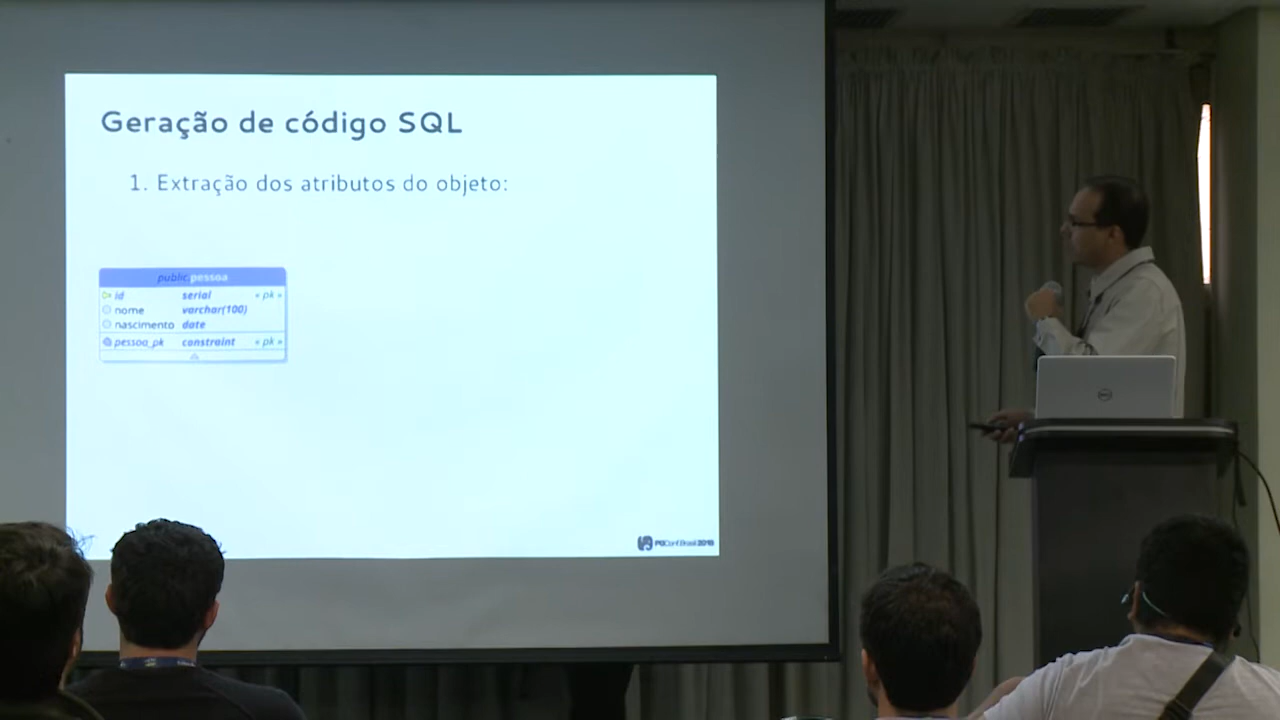 Geração de código SQL
1. Extração dos atributos do objeto:
public.pessoa
id serial « pk »
nome varchar(100)
nascimento date
pessoa_pk constraint « pk »
PGConf.Brasil 2018
DELL